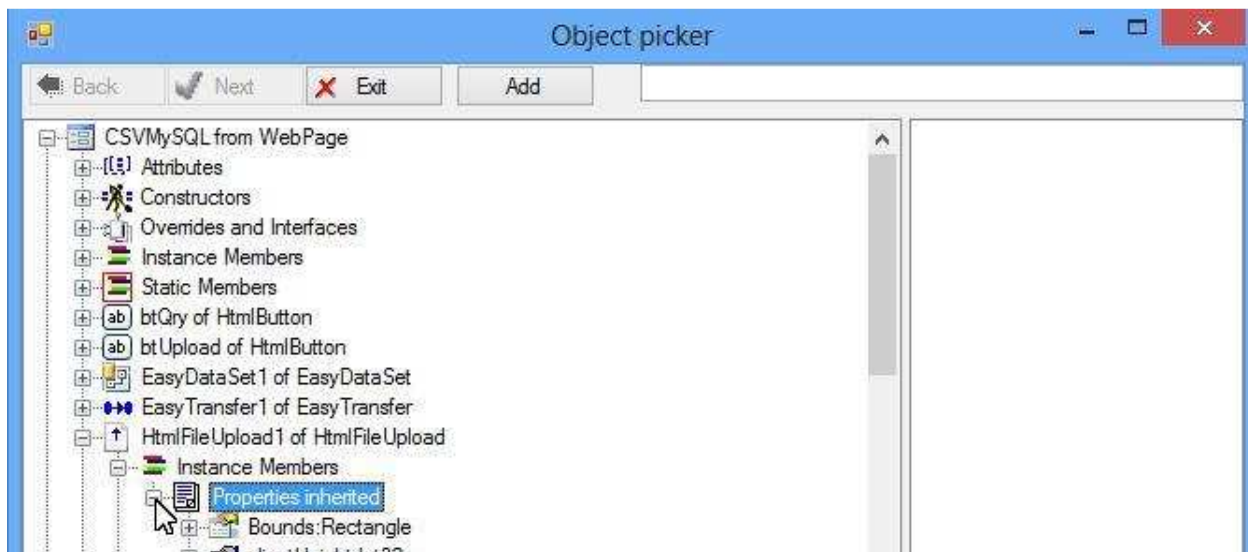 Object picker
Back Next Exit Add
CSVMySQL from WebPage
Attributes
Constructors
Overrides and Interfaces
Instance Members
Static Members
ab btQry of HtmlButton
ab btUpload of HtmlButton
EasyDataSet1 of EasyDataSet
EasyTransfer1 of EasyTransfer
HtmlFileUpload1 of HtmlFileUpload
Instance Members
Properties inherited
Bounds:Rectangle